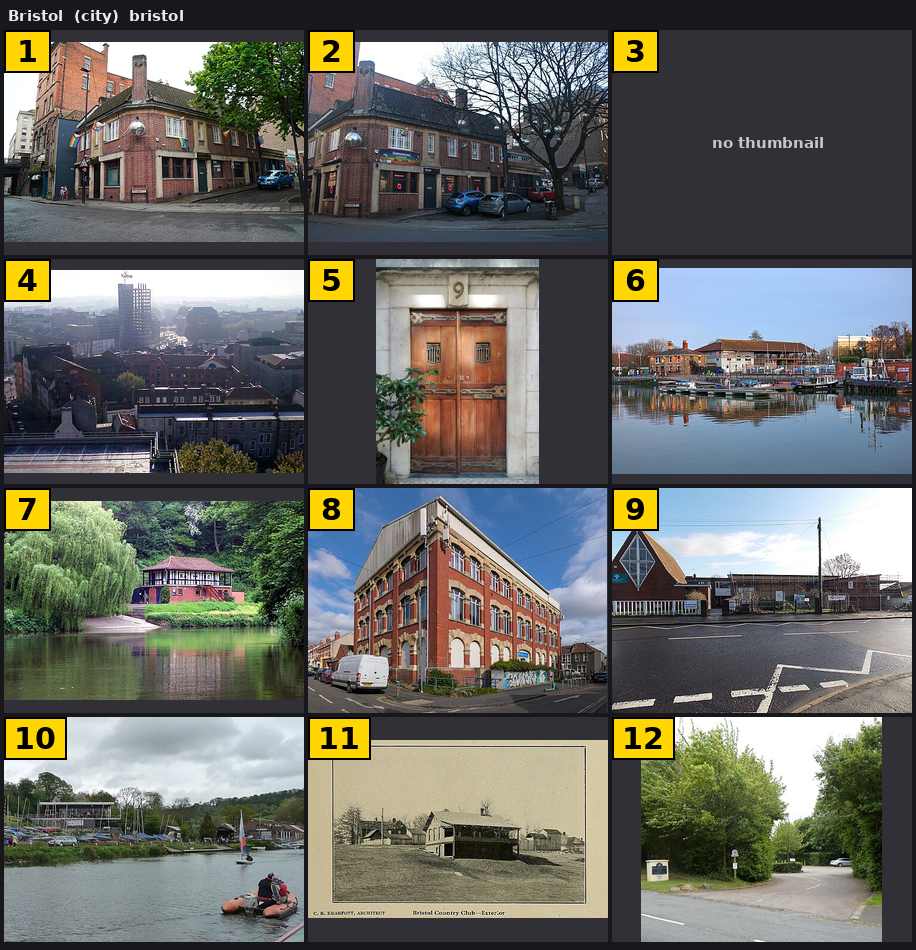 Bristol (city) bristol
1
2
3
no thumbnail
4
5
9
6
7
8
9
10
11
C. R. 
ARCHITECT
Bristol Country Club—Exterior
12